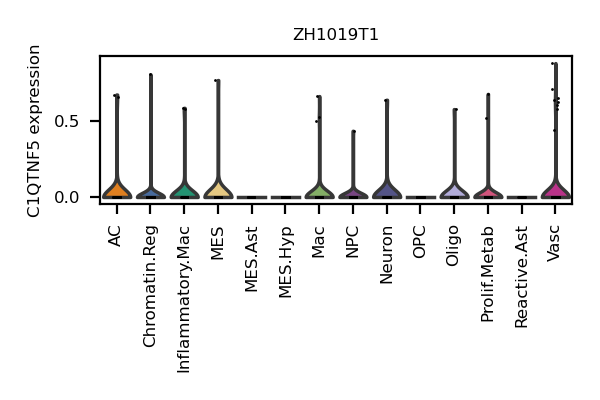 ZH1019T1
C1QTNF5 expression
0.5
0.0
AC
Chromatin.Reg
Inflammatory.Mac
MES
MES.Ast
MES.Hyp
Mac
NPC
Neuron
OPC
Oligo
Prolif.Metab
Reactive.Ast
Vasc